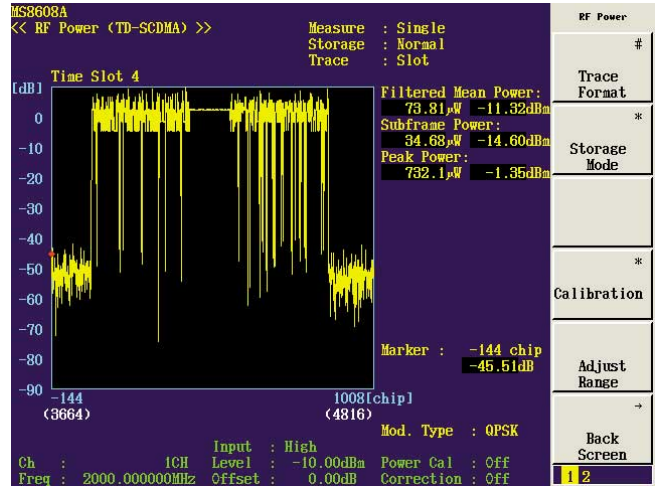 MS8608A
<< RF Power (TD-SCDMA) >>
Measure : Single
Storage : Normal
Trace : Slot
Time Slot 4
[dB]
0
-10
-20
-30
-40
-50
-60
-70
-80
-90
-144
1008[chip]
(3664)
(4816)
Filtered Mean Power:
73.81µW -11.32dBm
Subframe Power:
34.68µW -14.60dBm
Peak Power:
732.1µW -1.35dBm
Marker : -144 chip
-45.51dB
Mod. Type : QPSK
Input : High
Ch : 1CH Level : -10.00dBm Power Cal : Off
Freq : 2000.000000MHz Offset : 0.00dB Correction : Off
RF Power
#
Trace
Format
*
Storage
Mode
*
Calibration
Adjust
Range
→
Back
Screen
1 2